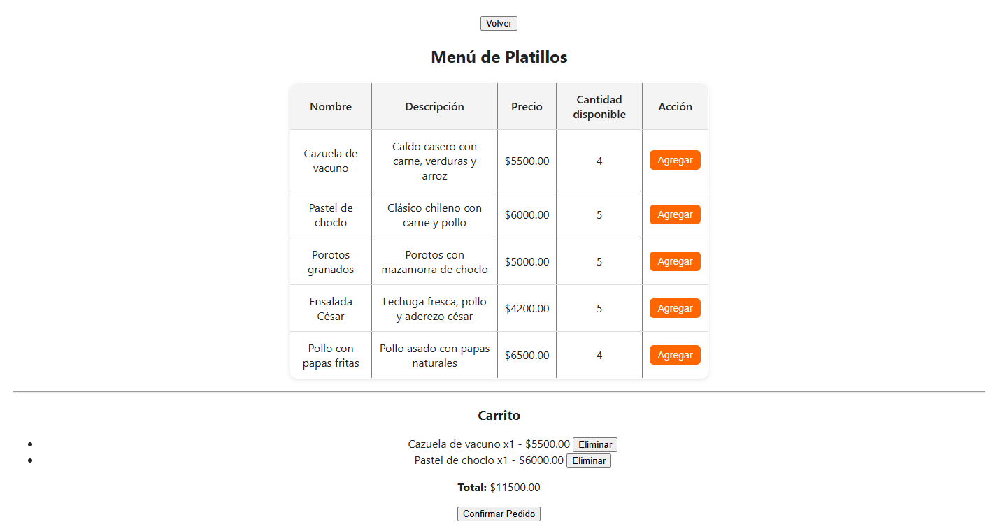 Volver
Menú de Platillos
Nombre Descripción Precio Cantidad disponible Acción
Cazuela de vacuno Caldo casero con carne, verduras y arroz $5500.00 4 Agregar
Pastel de choclo Clásico chileno con carne y pollo $6000.00 5 Agregar
Porotos granados Porotos con mazamorra de choclo $5000.00 5 Agregar
Ensalada César Lechuga fresca, pollo y aderezo césar $4200.00 5 Agregar
Pollo con papas fritas Pollo asado con papas naturales $6500.00 4 Agregar
Carrito
Cazuela de vacuno x1 - $5500.00 Eliminar
Pastel de choclo x1 - $6000.00 Eliminar
Total: $11500.00
Confirmar Pedido